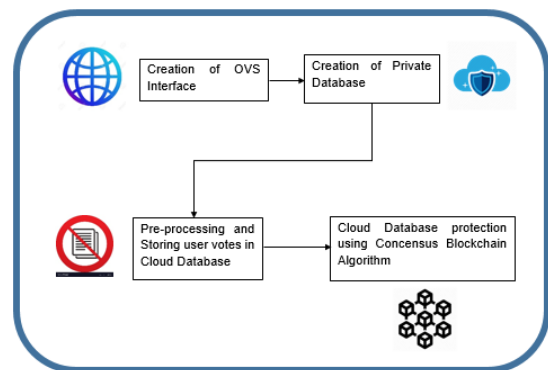 Creation of OVS
Interface
Creation of Private
Database
Pre-processing and
Storing user votes in
Cloud Database
Cloud Database protection
using Concensus Blockchain
Algorithm